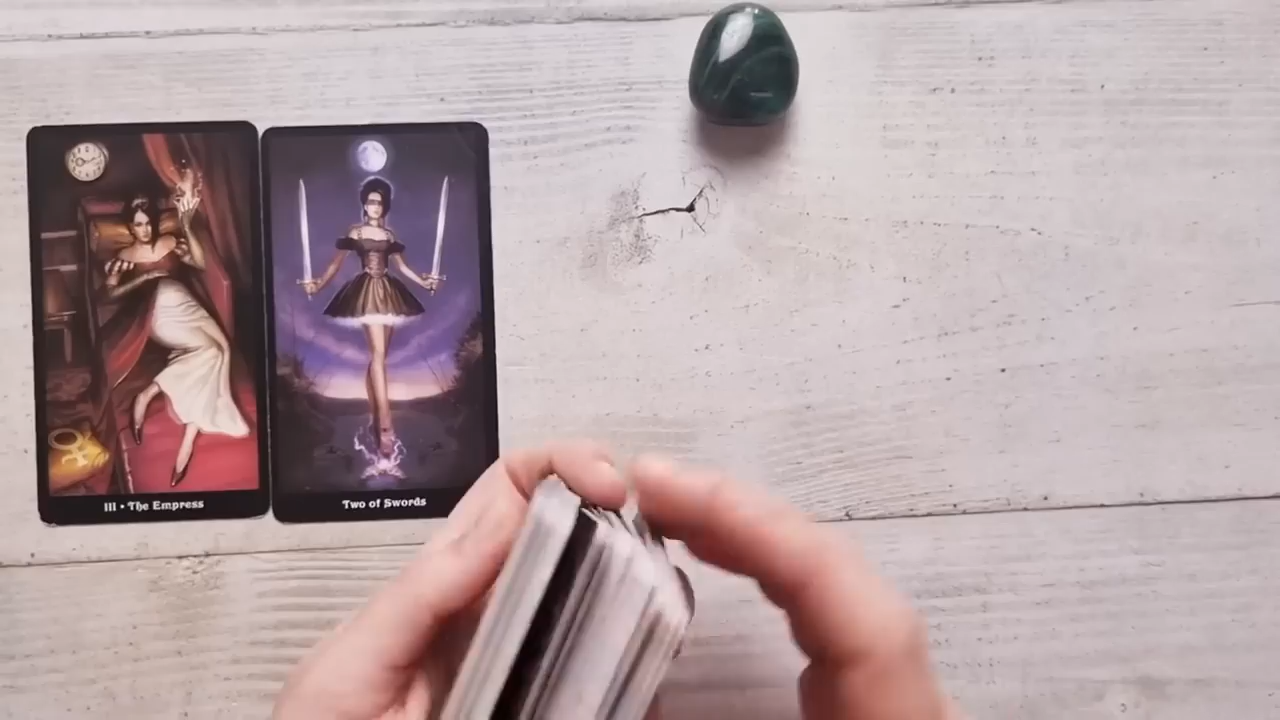 III • The Empress
Two of Swords